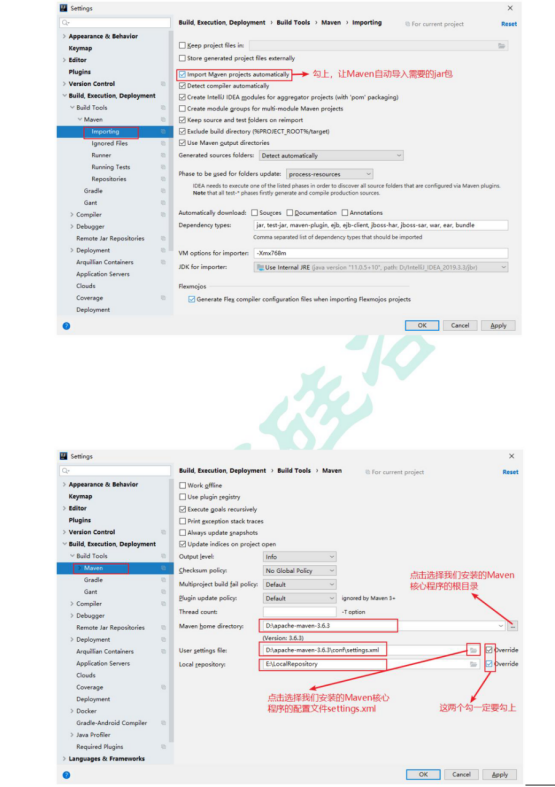 Settings
Build, Execution, Deployment › Build Tools › Maven › Importing
For current project
Reset
Appearance & Behavior
Keymap
Editor
Plugins
Version Control
Build, Execution, Deployment
Build Tools
Maven
Importing
Ignored Files
Runner
Running Tests
Repositories
Gradle
Gant
Compiler
Debugger
Remote Jar Repositories
Deployment
Arquillian Containers
Application Servers
Clouds
Coverage
Deployment
Keep project files in:
Store generated project files externally
Import Maven projects automatically
勾上，让Maven自动导入需要的jar包
Detect compiler automatically
Create IntelliJ IDEA modules for aggregator projects (with 'pom' packaging)
Create module groups for multi-module Maven projects
Keep source and test folders on reimport
Exclude build directory (%PROJECT_ROOT%/target)
Use Maven output directories
Generated sources folders: Detect automatically
Phase to be used for folders update: process-resources
IDEA needs to execute one of the listed phases in order to discover all source folders that are configured via Maven plugins.
Note that all test-* phases firstly generate and compile production sources.
Automatically download: Sources Documentation Annotations
Dependency types: jar, test-jar, maven-plugin, ejb, ejb-client, jboss-har, jboss-sar, war, ear, bundle
Comma separated list of dependency types that should be imported
VM options for importer: -Xmx768m
JDK for importer: Use Internal JRE (java version "11.0.5+10", path: D:/IntelliJ_IDEA_2019.3.3/jbr)
Flexmojos
Generate Flex compiler configuration files when importing Flexmojos projects
OK Cancel Apply
硅谷
Settings
Build, Execution, Deployment › Build Tools › Maven
For current project
Reset
Appearance & Behavior
Keymap
Editor
Plugins
Version Control
Build, Execution, Deployment
Build Tools
Maven
Gradle
Gant
Compiler
Debugger
Remote Jar Repositories
Deployment
Arquillian Containers
Application Servers
Clouds
Coverage
Deployment
Docker
Gradle-Android Compiler
Java Profiler
Required Plugins
Languages & Frameworks
Work offline
Use plugin registry
Execute goals recursively
Print exception stack traces
Always update snapshots
Update indices on project open
Output level: Info
Checksum policy: No Global Policy
Multiproject build fail policy: Default
Plugin update policy: Default ignored by Maven 3+
Thread count: -T option
点击选择我们安装的Maven
核心程序的根目录
Maven home directory: D:\apache-maven-3.6.3
(Version: 3.6.3)
User settings file: D:\apache-maven-3.6.3\conf\settings.xml Override
Local repository: E:\LocalRepository Override
点击选择我们安装的Maven核心
程序的配置文件settings.xml
这两个勾一定要勾上
OK Cancel Apply